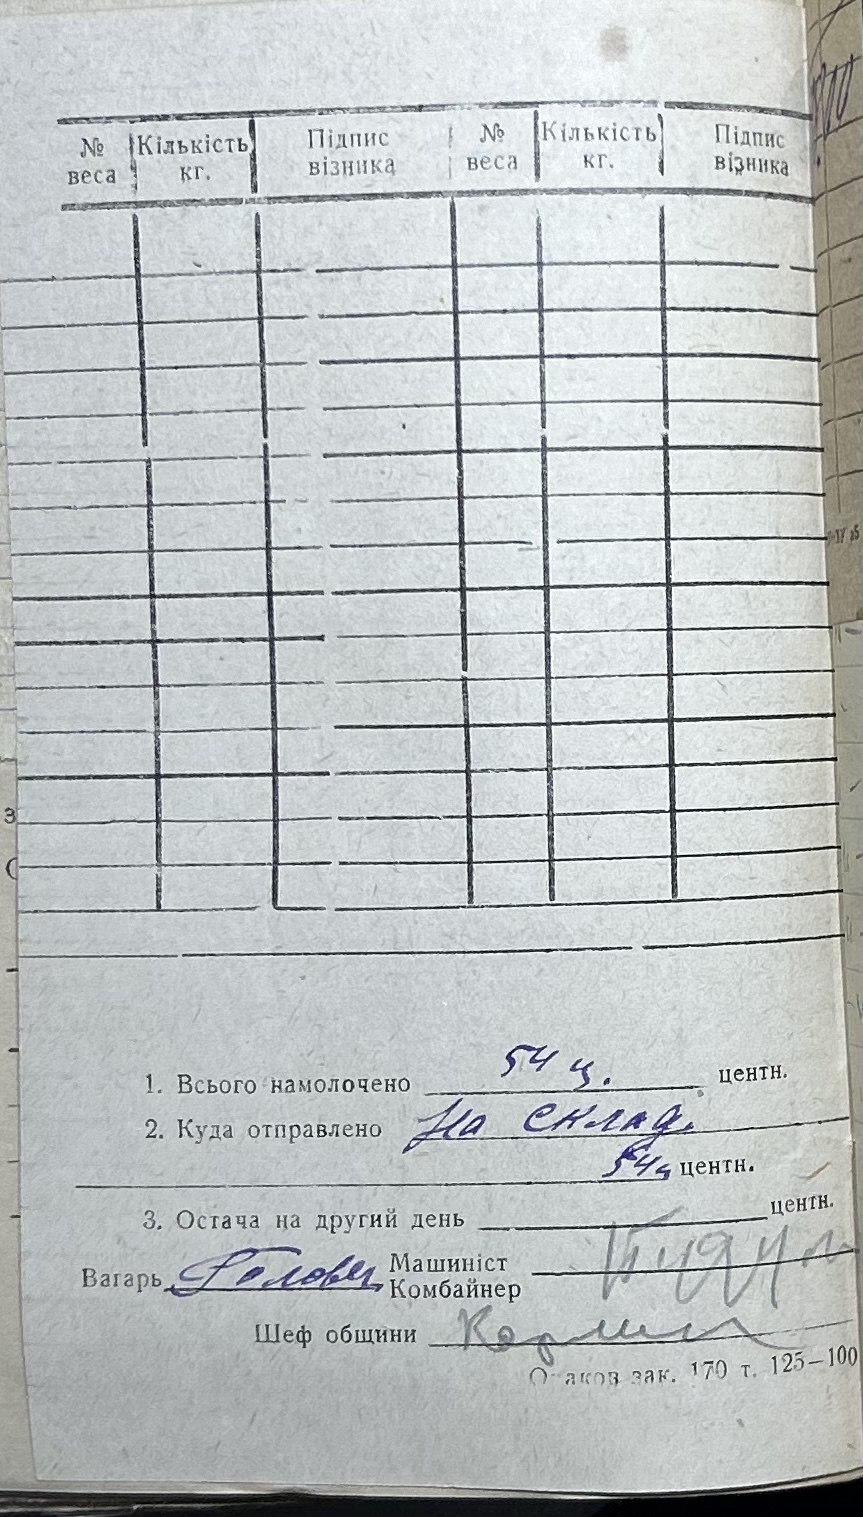 № веса Кількість кг. Підпис візника № веса Кількість кг. Підпис візника
1. Всього намолочено 54 ц. центн.
2. Куда отправлено На склад.
54 ц центн.
3. Остача на другий день центн.
Вагарь Машиніст
Комбайнер
Шеф общини
зак. 170 т. 125—100